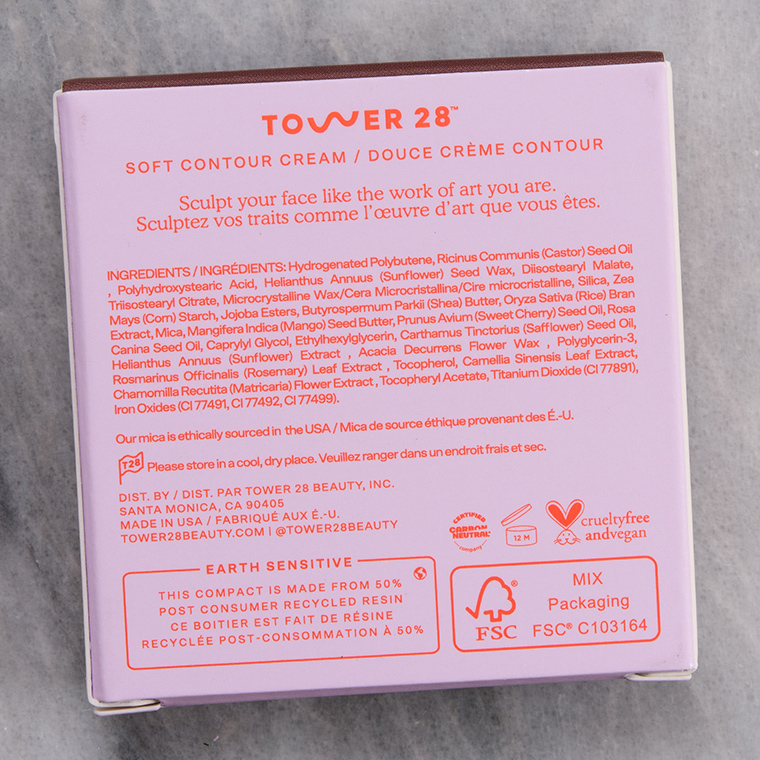 TOWER 28™
SOFT CONTOUR CREAM / DOUCE CRÈME CONTOUR
Sculpt your face like the work of art you are.
Sculptez vos traits comme l'œuvre d'art que vous êtes.
INGREDIENTS / INGRÉDIENTS: Hydrogenated Polybutene, Ricinus Communis (Castor) Seed Oil
, Polyhydroxystearic Acid, Helianthus Annuus (Sunflower) Seed Wax, Diisostearyl Malate,
Triisostearyl Citrate, Microcrystalline Wax/Cera Microcristallina/Cire microcristalline, Silica, Zea
Mays (Corn) Starch, Jojoba Esters, Butyrospermum Parkii (Shea) Butter, Oryza Sativa (Rice) Bran
Extract, Mica, Mangifera Indica (Mango) Seed Butter, Prunus Avium (Sweet Cherry) Seed Oil, Rosa
Canina Seed Oil, Caprylyl Glycol, Ethylhexylglycerin, Carthamus Tinctorius (Safflower) Seed Oil,
Helianthus Annuus (Sunflower) Extract , Acacia Decurrens Flower Wax , Polyglycerin-3,
Rosmarinus Officinalis (Rosemary) Leaf Extract , Tocopherol, Camellia Sinensis Leaf Extract,
Chamomilla Recutita (Matricaria) Flower Extract , Tocopheryl Acetate, Titanium Dioxide (CI 77891),
Iron Oxides (CI 77491, CI 77492, CI 77499).
Our mica is ethically sourced in the USA / Mica de source éthique provenant des É.-U.
T28 Please store in a cool, dry place. Veuillez ranger dans un endroit frais et sec.
DIST. BY / DIST. PAR TOWER 28 BEAUTY, INC.
SANTA MONICA, CA 90405
MADE IN USA / FABRIQUÉ AUX É.-U.
TOWER28BEAUTY.COM | @TOWER28BEAUTY
CERTIFIED
CARBON
NEUTRAL
company
12 M
crueltyfree
andvegan
EARTH SENSITIVE
THIS COMPACT IS MADE FROM 50%
POST CONSUMER RECYCLED RESIN
CE BOITIER EST FAIT DE RÉSINE
RECYCLÉE POST-CONSOMMATION À 50%
FSC
®
MIX
Packaging
FSC® C103164